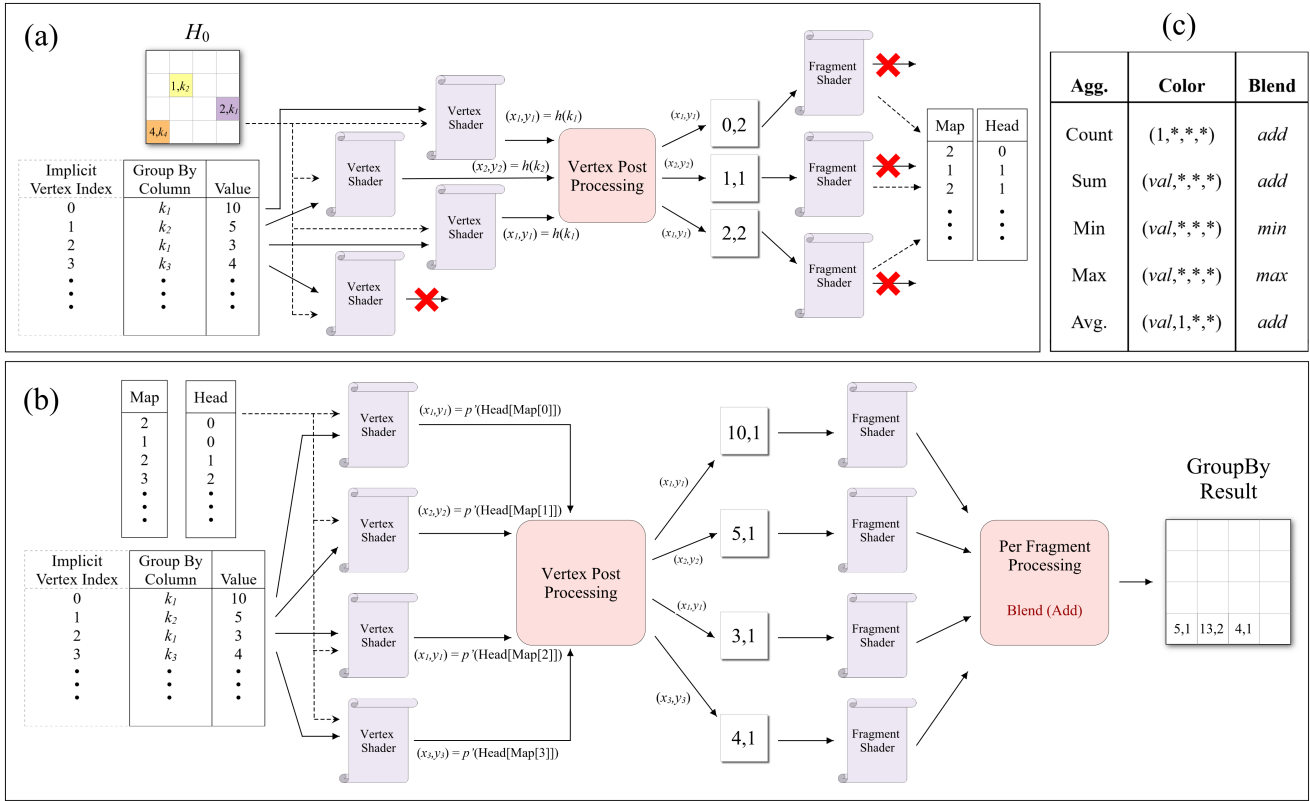 (a)
H₀
1,k₂
2,k₁
4,k₄
Implicit Vertex Index | Group By Column | Value
0 | k₁ | 10
1 | k₂ | 5
2 | k₁ | 3
3 | k₃ | 4
Vertex Shader
Vertex Shader
Vertex Shader
Vertex Shader
(x₁,y₁) = h(k₁)
(x₂,y₂) = h(k₂)
(x₁,y₁) = h(k₁)
Vertex Post Processing
(x₁,y₁)
(x₂,y₂)
(x₁,y₁)
0,2
1,1
2,2
Fragment Shader
Fragment Shader
Fragment Shader
Map | Head
2 | 0
1 | 1
2 | 1
(c)
Agg. | Color | Blend
Count | (1,*,*,*) | add
Sum | (val,*,*,*) | add
Min | (val,*,*,*) | min
Max | (val,*,*,*) | max
Avg. | (val,1,*,*) | add
(b)
Map | Head
2 | 0
1 | 0
2 | 1
3 | 2
Implicit Vertex Index | Group By Column | Value
0 | k₁ | 10
1 | k₂ | 5
2 | k₁ | 3
3 | k₃ | 4
Vertex Shader
Vertex Shader
Vertex Shader
Vertex Shader
(x₁,y₁) = p'(Head[Map[0]])
(x₂,y₂) = p'(Head[Map[1]])
(x₁,y₁) = p'(Head[Map[2]])
(x₃,y₃) = p'(Head[Map[3]])
Vertex Post Processing
(x₁,y₁)
(x₂,y₂)
(x₁,y₁)
(x₃,y₃)
10,1
5,1
3,1
4,1
Fragment Shader
Fragment Shader
Fragment Shader
Fragment Shader
Per Fragment Processing
Blend (Add)
GroupBy Result
5,1 | 13,2 | 4,1